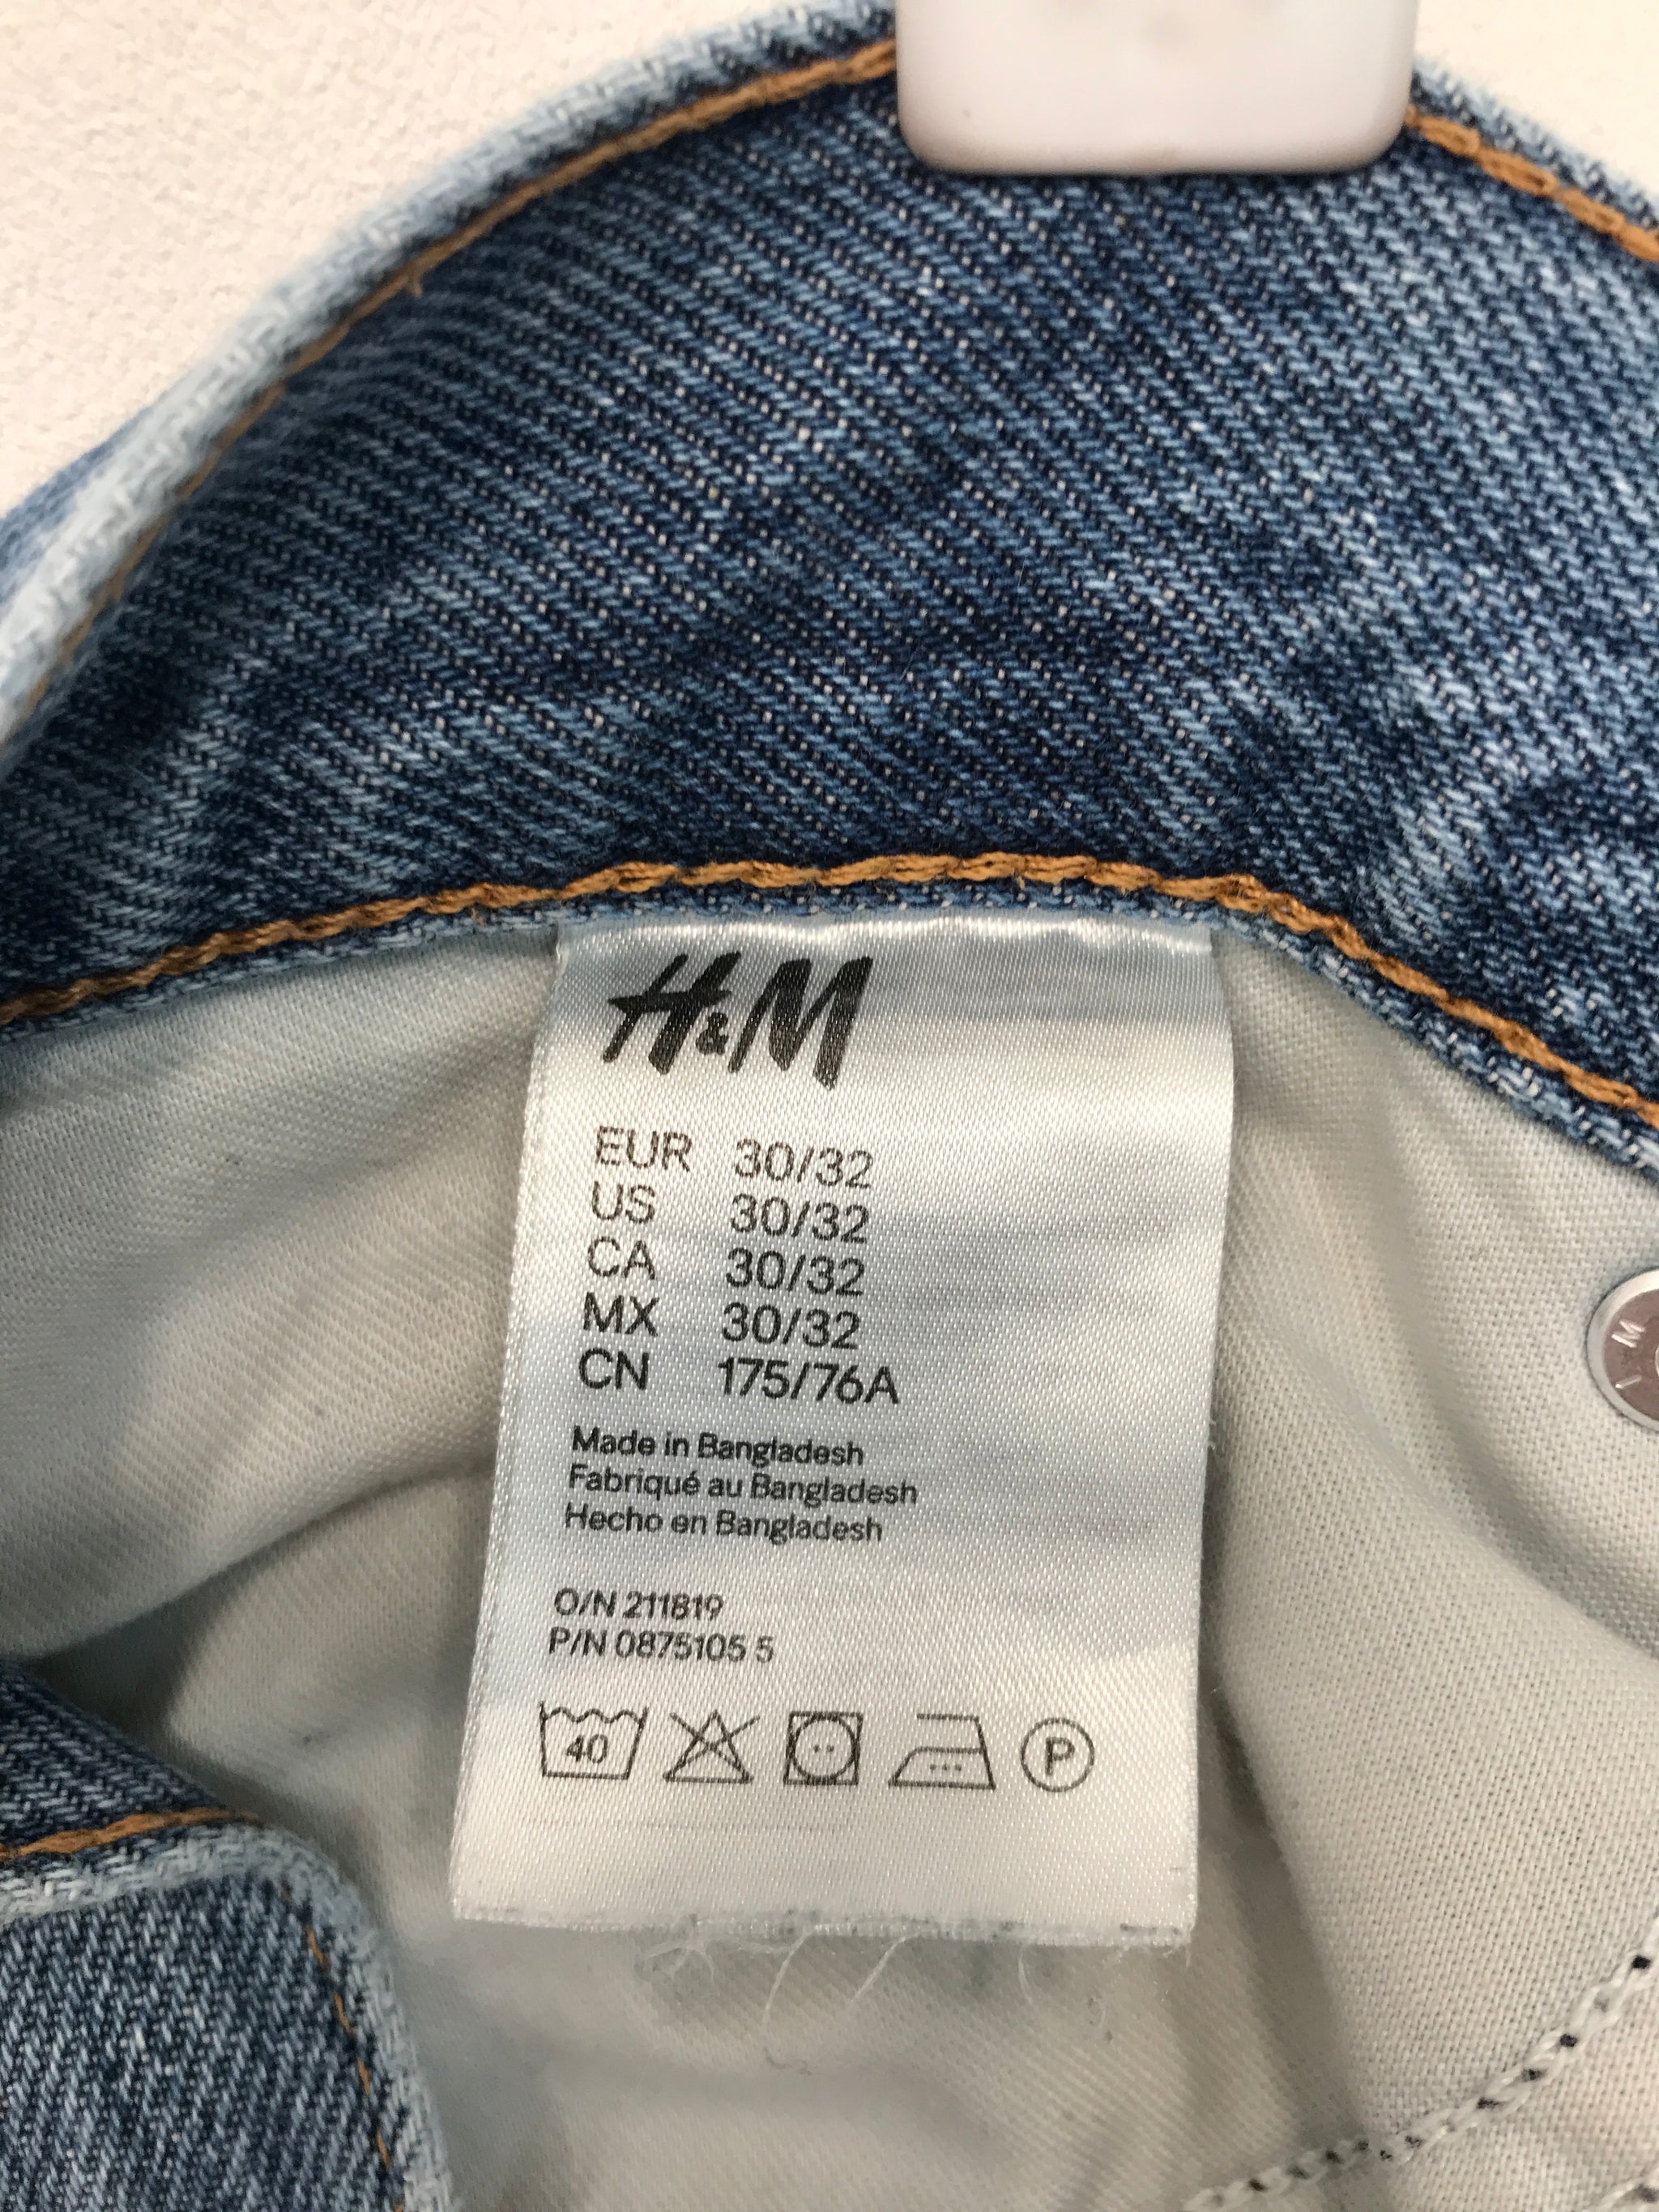 H&M
EUR 30/32
US 30/32
CA 30/32
MX 30/32
CN 175/76A
Made in Bangladesh
Fabriqué au Bangladesh
Hecho en Bangladesh
O/N 211819
P/N 0875105 5
40
P